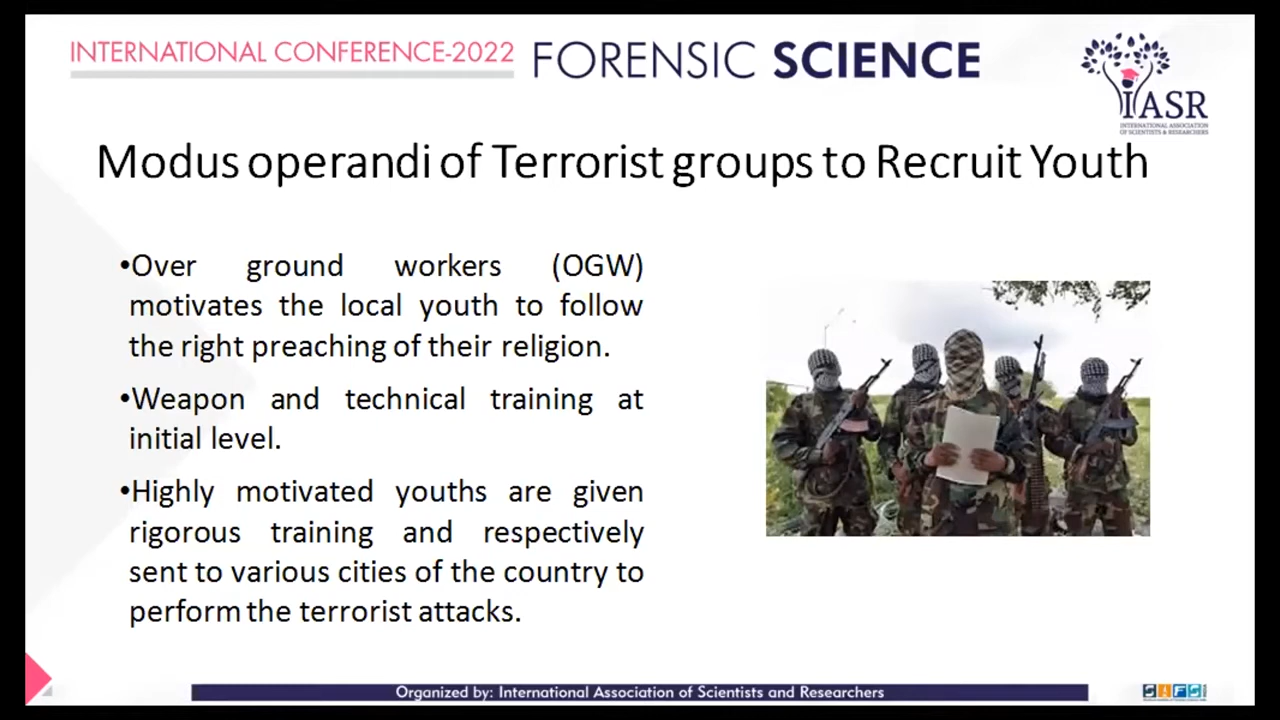 INTERNATIONAL CONFERENCE-2022 FORENSIC SCIENCE
IASR
INTERNATIONAL ASSOCIATION
OF SCIENTISTS & RESEARCHERS
Modus operandi of Terrorist groups to Recruit Youth
•Over ground workers (OGW)
motivates the local youth to follow
the right preaching of their religion.
•Weapon and technical training at
initial level.
•Highly motivated youths are given
rigorous training and respectively
sent to various cities of the country to
perform the terrorist attacks.
Organized by: International Association of Scientists and Researchers
SIFS